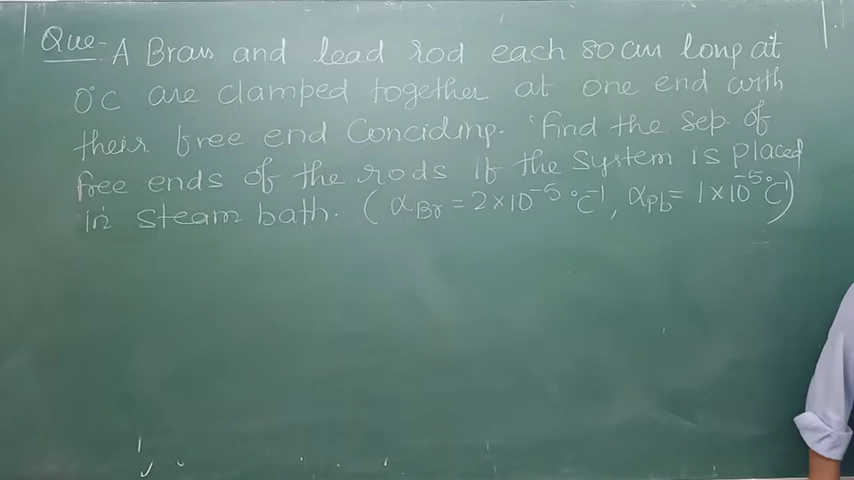 Que- A Brass and lead rod each 80 cm long at
0°C are clamped together at one end with
their free end Conciding. Find the sep. of
free ends of the rods if the system is placed
in steam bath. ( αBr = 2×10⁻⁵ °C⁻¹, αPb = 1×10⁻⁵ °C⁻¹)